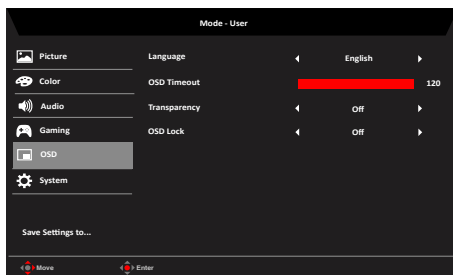 Mode - User
Picture
Language English
Color
OSD Timeout 120
Audio
Transparency Off
Gaming
OSD Lock Off
OSD
System
Save Settings to...
Move Enter